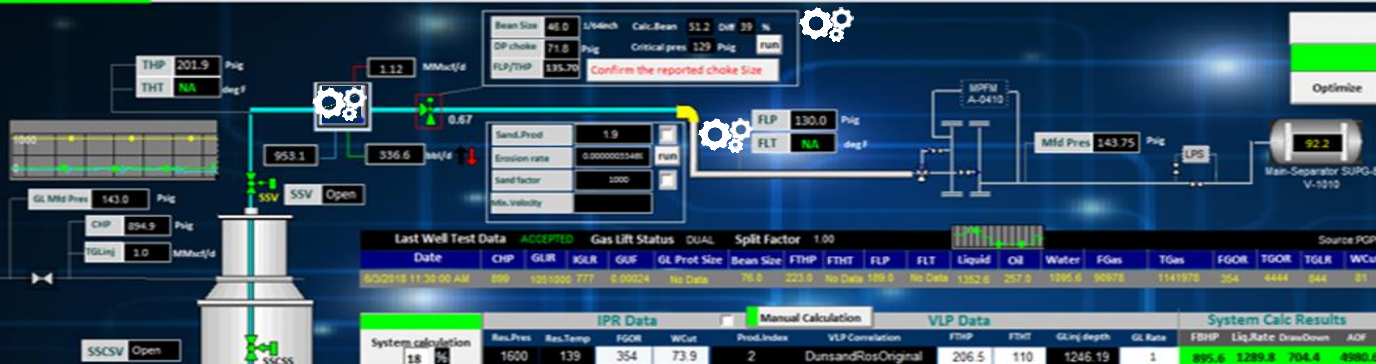 Bean Size 46.0 1/64inch Calc.Bean 51.2 Diff 39 %
DP choke 71.8 Psig Critical pres 129 Psig run
FLP/THP 135.70 Confirm the reported choke Size
THP 201.9 Psig
THT NA deg F
1.12 MMscf/d
0.67
953.1 336.6 bbl/d
1000
0
Optimize
MPFM
A-0410
FLP 130.0 Psig
FLT NA deg F
Sand.Prod 1.9
Erosion rate run
Sand factor 1000
Mix.Velocity
Mfd Pres 143.75 Psig
LPS
92.2
Main-Separator SUPG-
V-1010
SSV SSV Open
GL Mfd Pres 143.0 Psig
CHP 894.9 Psig
TGLinj 1.0 MMscf/d
Last Well Test Data ACCEPTED Gas Lift Status DUAL Split Factor 1.00 Source:PGP
Date CHP GLIR IGLR GUF GL Prot Size Bean Size FTHP FTHT FLP FLT Liquid Oil Water FGas TGas FGOR TGOR TGLR WCu
6/3/2018 11:30:00 AM 899 1051000 777 0.00024 No Data 76.0 223.0 No Data 189.0 No Data 1352.6 257.0 1095.6 90978 1141978 354 4444 844 81
IPR Data Manual Calculation VLP Data System Calc Results
System calculation
18 %
Res.Pres Res.Temp FGOR WCut Prod.Index VLP Correlation FTHP FTHT GLinj depth GL Rate FBHP Liq.Rate DrawDown AOF
1600 139 354 73.9 2 DunsandRosOriginal 206.5 110 1246.19 1 895.6 1289.8 704.4 4980.6
SSCSV Open
SSCSS